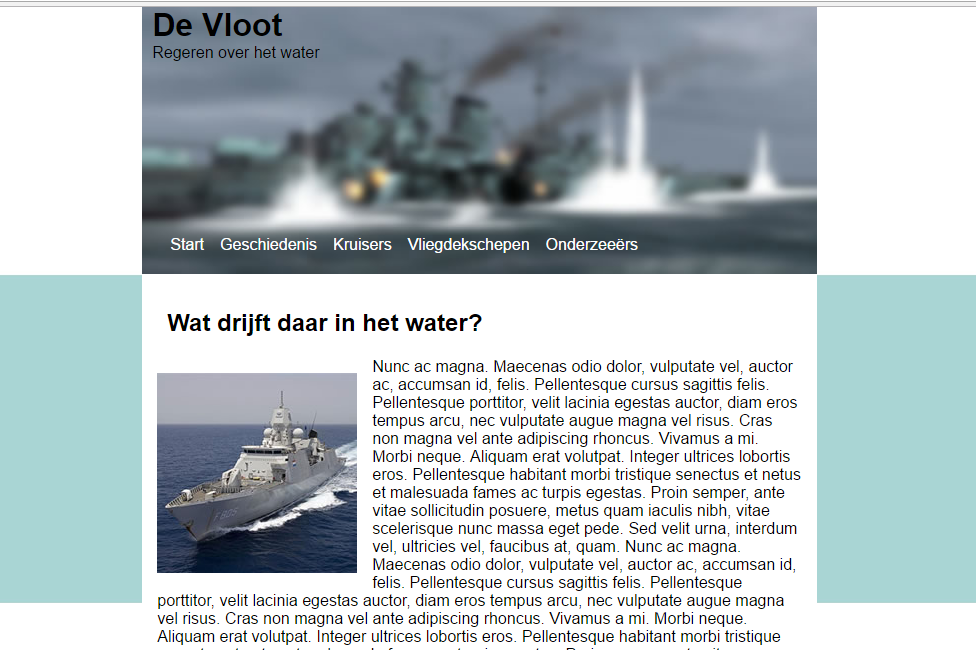 De Vloot
Regeren over het water
Start Geschiedenis Kruisers Vliegdekschepen Onderzeeërs
Wat drijft daar in het water?
Nunc ac magna. Maecenas odio dolor, vulputate vel, auctor
ac, accumsan id, felis. Pellentesque cursus sagittis felis.
Pellentesque porttitor, velit lacinia egestas auctor, diam eros
tempus arcu, nec vulputate augue magna vel risus. Cras
non magna vel ante adipiscing rhoncus. Vivamus a mi.
Morbi neque. Aliquam erat volutpat. Integer ultrices lobortis
eros. Pellentesque habitant morbi tristique senectus et netus
et malesuada fames ac turpis egestas. Proin semper, ante
vitae sollicitudin posuere, metus quam iaculis nibh, vitae
scelerisque nunc massa eget pede. Sed velit urna, interdum
vel, ultricies vel, faucibus at, quam. Nunc ac magna.
Maecenas odio dolor, vulputate vel, auctor ac, accumsan id,
felis. Pellentesque cursus sagittis felis. Pellentesque
porttitor, velit lacinia egestas auctor, diam eros tempus arcu, nec vulputate augue magna
vel risus. Cras non magna vel ante adipiscing rhoncus. Vivamus a mi. Morbi neque.
Aliquam erat volutpat. Integer ultrices lobortis eros. Pellentesque habitant morbi tristique